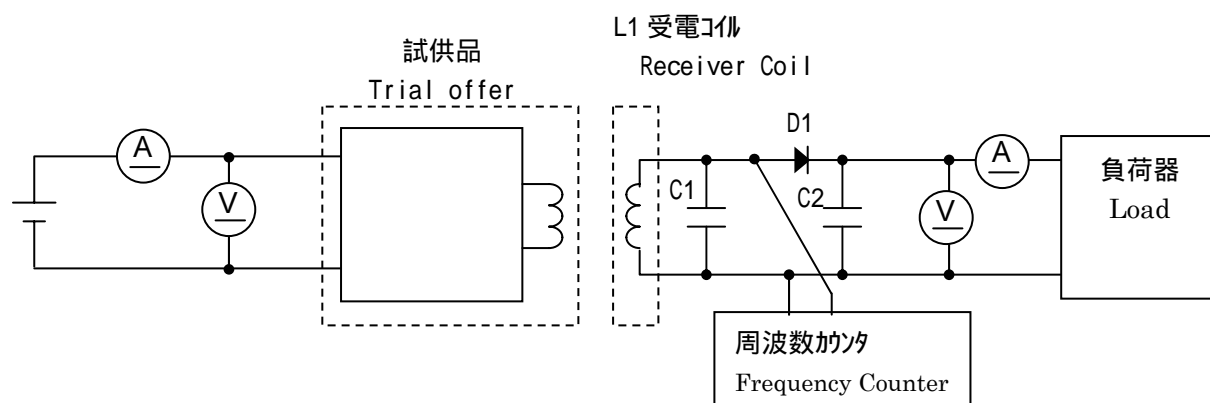 L1 受電ｺｲﾙ
Receiver Coil
試供品
Trial offer
A
V
C1
D1
C2
V
A
負荷器
Load
周波数ｶｳﾝﾀ
Frequency Counter